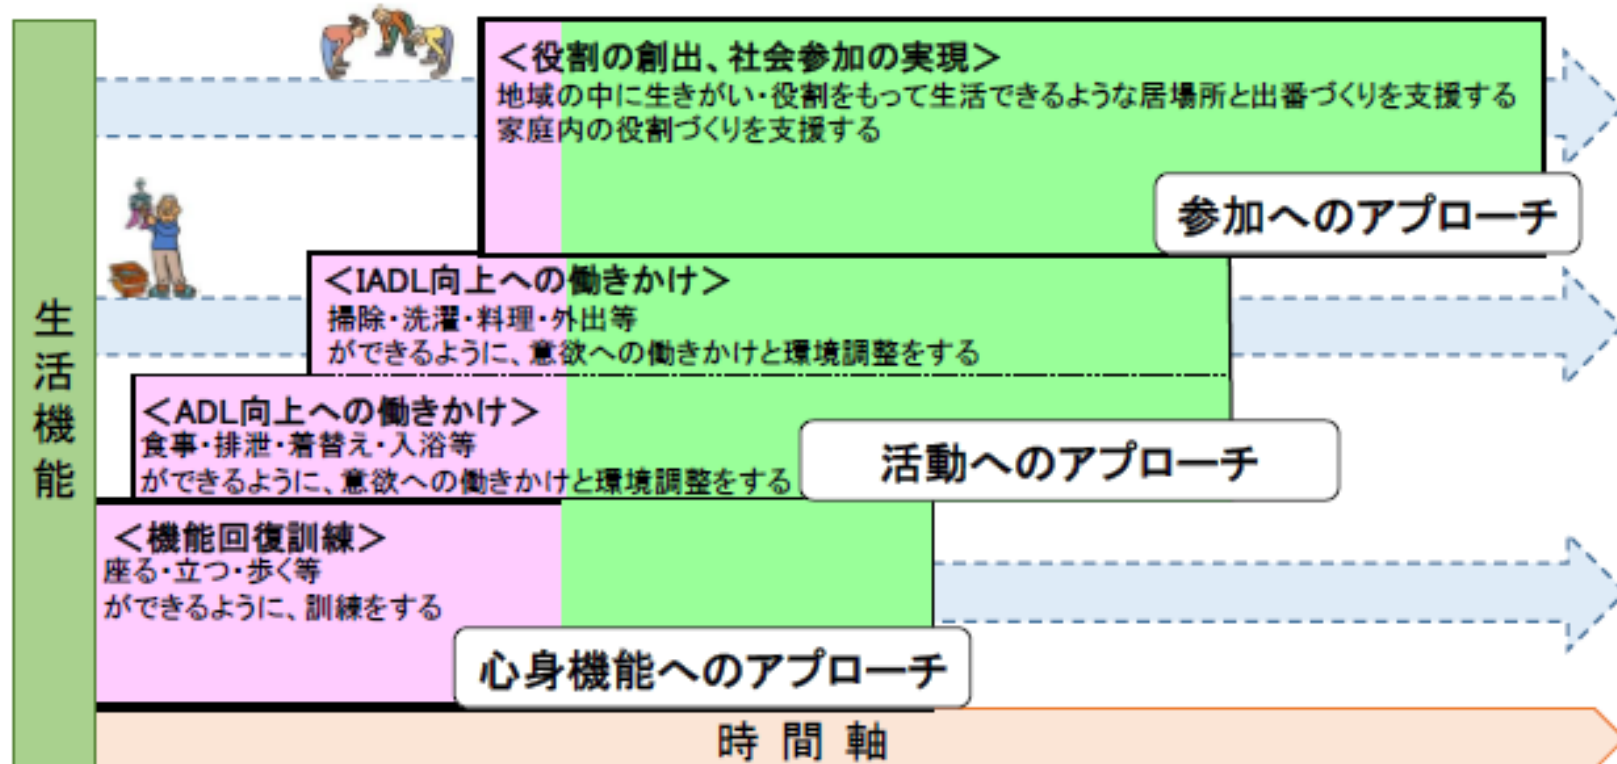 生活機能
＜役割の創出、社会参加の実現＞
地域の中に生きがい・役割をもって生活できるような居場所と出番づくりを支援する
家庭内の役割づくりを支援する
参加へのアプローチ
＜IADL向上への働きかけ＞
掃除・洗濯・料理・外出等
ができるように、意欲への働きかけと環境調整をする
＜ADL向上への働きかけ＞
食事・排泄・着替え・入浴等
ができるように、意欲への働きかけと環境調整をする
活動へのアプローチ
＜機能回復訓練＞
座る・立つ・歩く等
ができるように、訓練をする
心身機能へのアプローチ
時間軸